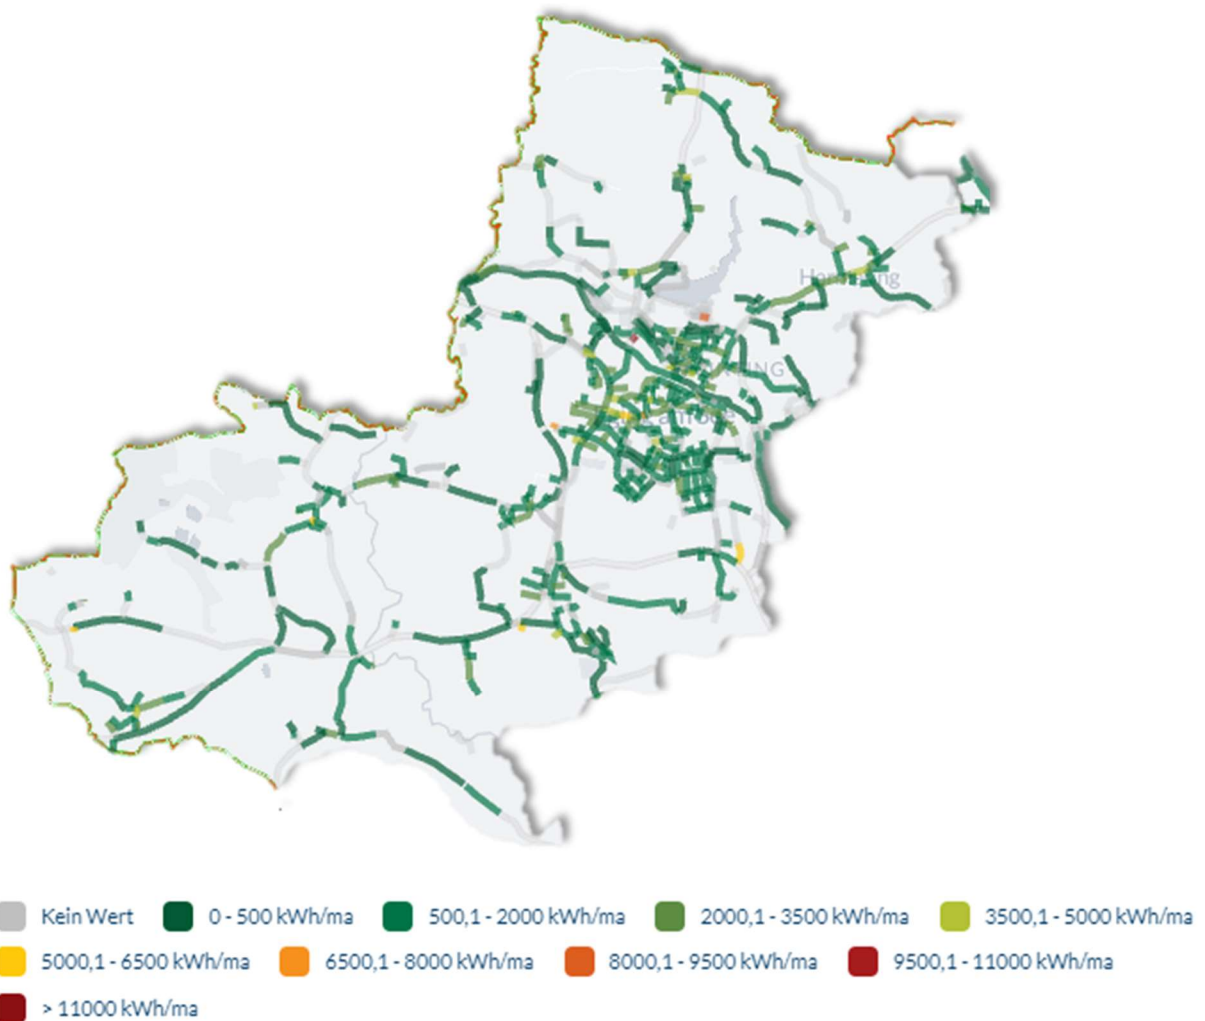 Kein Wert
0 - 500 kWh/ma
500,1 - 2000 kWh/ma
2000,1 - 3500 kWh/ma
3500,1 - 5000 kWh/ma
5000,1 - 6500 kWh/ma
6500,1 - 8000 kWh/ma
8000,1 - 9500 kWh/ma
9500,1 - 11000 kWh/ma
> 11000 kWh/ma